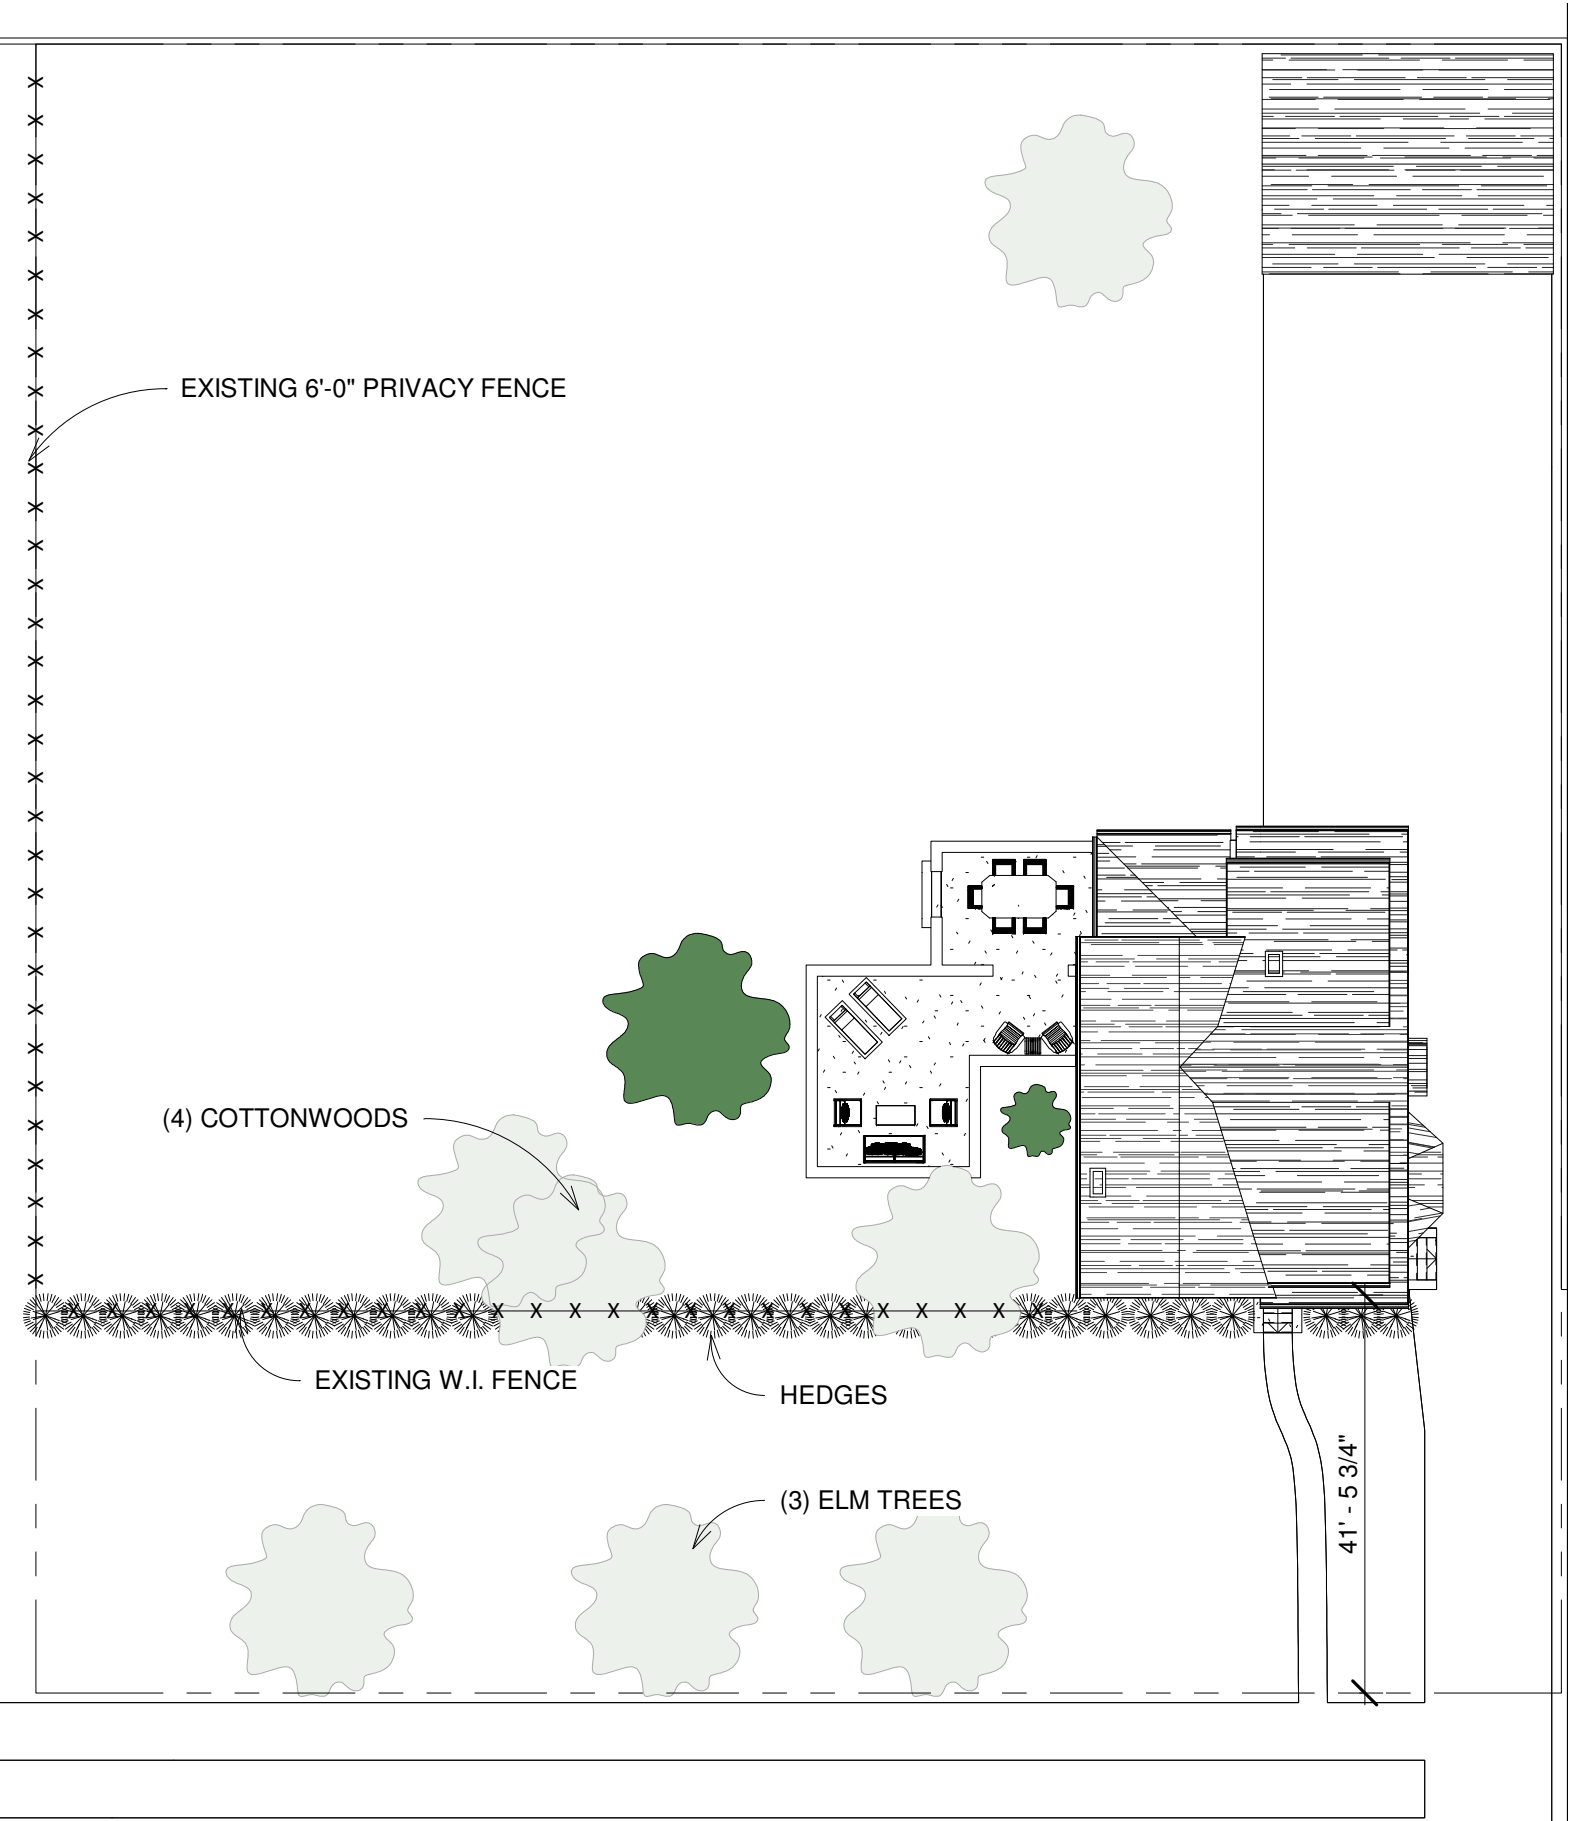 EXISTING 6'-0" PRIVACY FENCE
(4) COTTONWOODS
EXISTING W.I. FENCE
HEDGES
(3) ELM TREES
41' - 5 3/4"